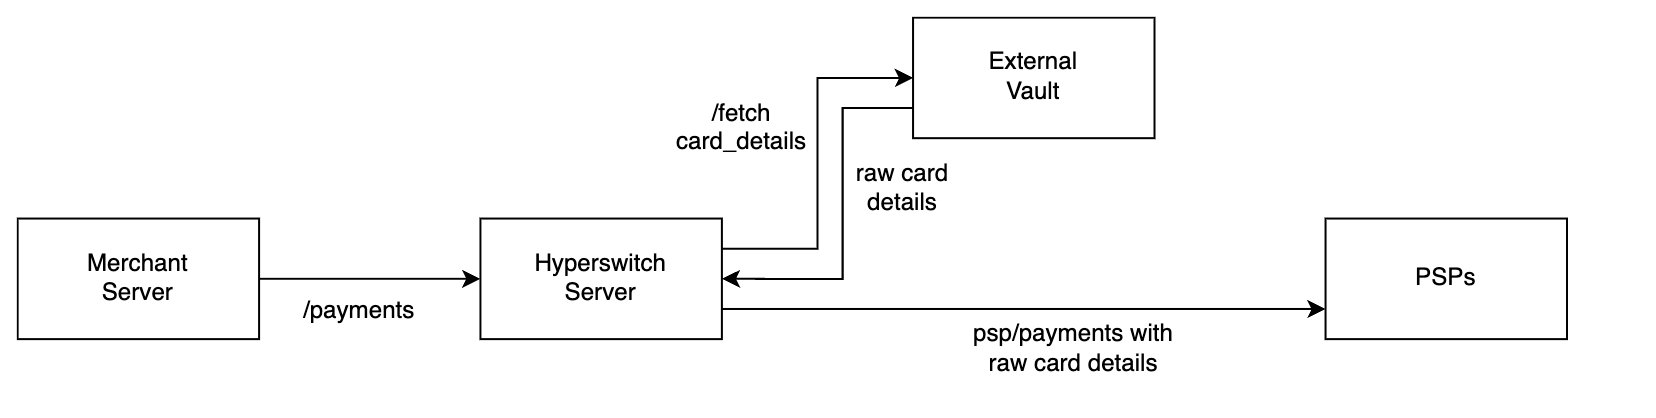 External
Vault
/fetch
card_details
raw card
details
Merchant
Server
/payments
Hyperswitch
Server
PSPs
psp/payments with
raw card details